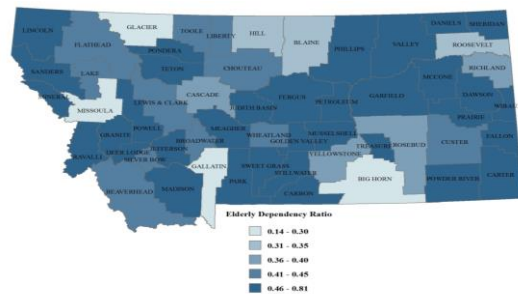 LINCOLN
GLACIER
TOOLE
LIBERTY
HILL
BLAINE
DANIELS
SHERIDAN
FLATHEAD
PONDERA
PHILLIPS
VALLEY
ROOSEVELT
SANDERS
LAKE
TETON
CHOUTEAU
RICHLAND
MCCONE
CASCADE
FERGUS
GARFIELD
DAWSON
MISSOULA
LEWIS & CLARK
JUDITH BASIN
PETROLEUM
PRAIRIE
POWELL
GRANITE
MEAGHER
WHEATLAND
MUSSELSHELL
GOLDEN VALLEY
FALLON
BROADWATER
JEFFERSON
TREASURE
ROSEBUD
CUSTER
RAVALLI
DEER LODGE
SILVER BOW
GALLATIN
SWEET GRASS
YELLOWSTONE
STILLWATER
BIG HORN
POWDER RIVER
CARTER
BEAVERHEAD
MADISON
PARK
CARBON
Elderly Dependency Ratio
0.14 - 0.30
0.31 - 0.35
0.36 - 0.40
0.41 - 0.45
0.46 - 0.81